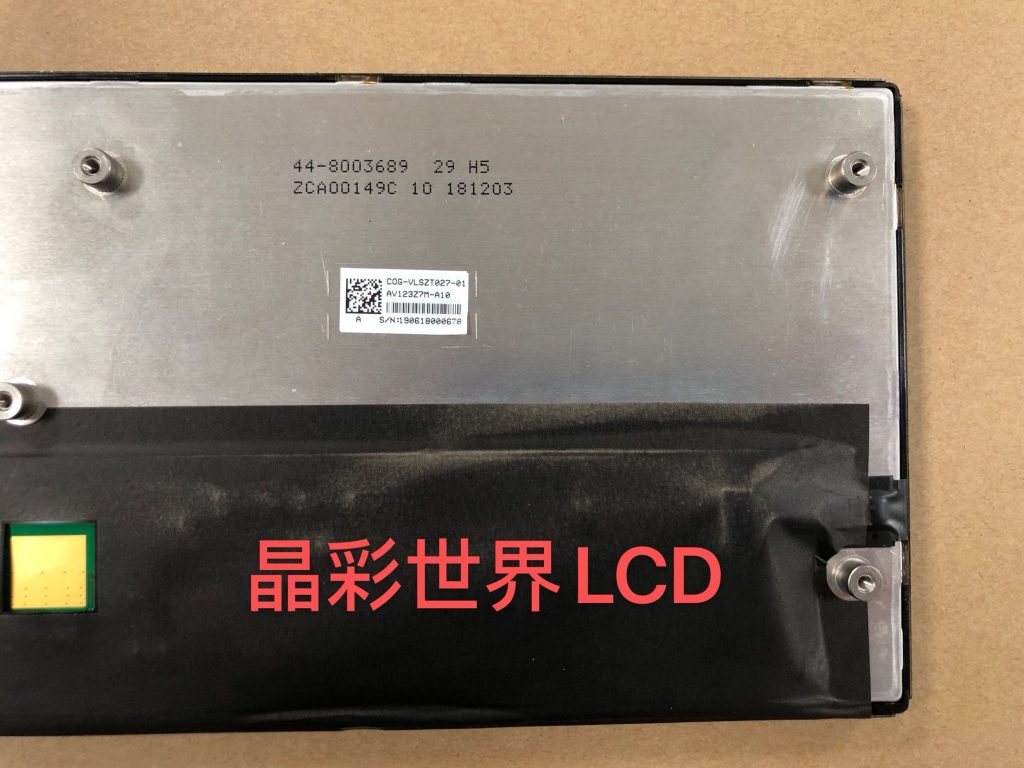 44-8003689 29 H5
ZCA00149C 10 181203
COG-VLSZT027-01
AV123Z7M-A10
A S/N:190618000678
晶彩世界LCD